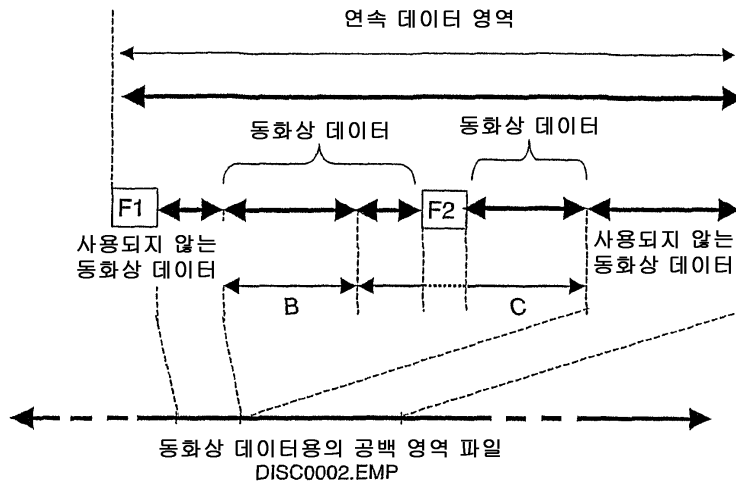 연속 데이터 영역
동화상 데이터
동화상 데이터
F1
F2
사용되지 않는
동화상 데이터
사용되지 않는
동화상 데이터
B
C
동화상 데이터용의 공백 영역 파일
DISC0002.EMP